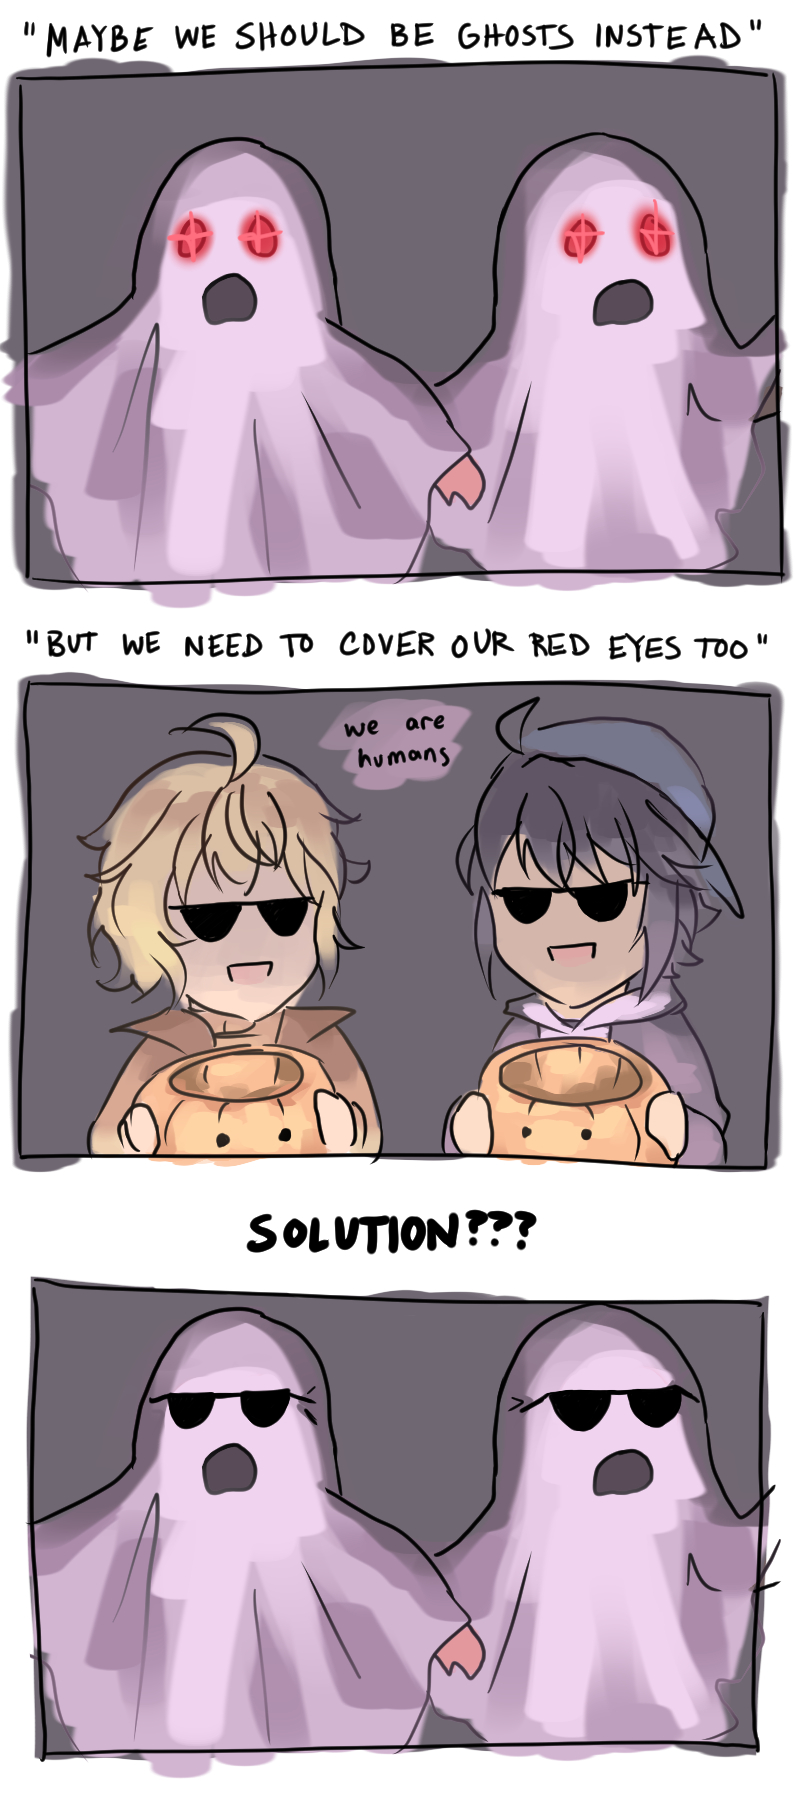 "MAYBE WE SHOULD BE GHOSTS INSTEAD"
"BUT WE NEED TO COVER OUR RED EYES TOO"
we are
humans
SOLUTION???